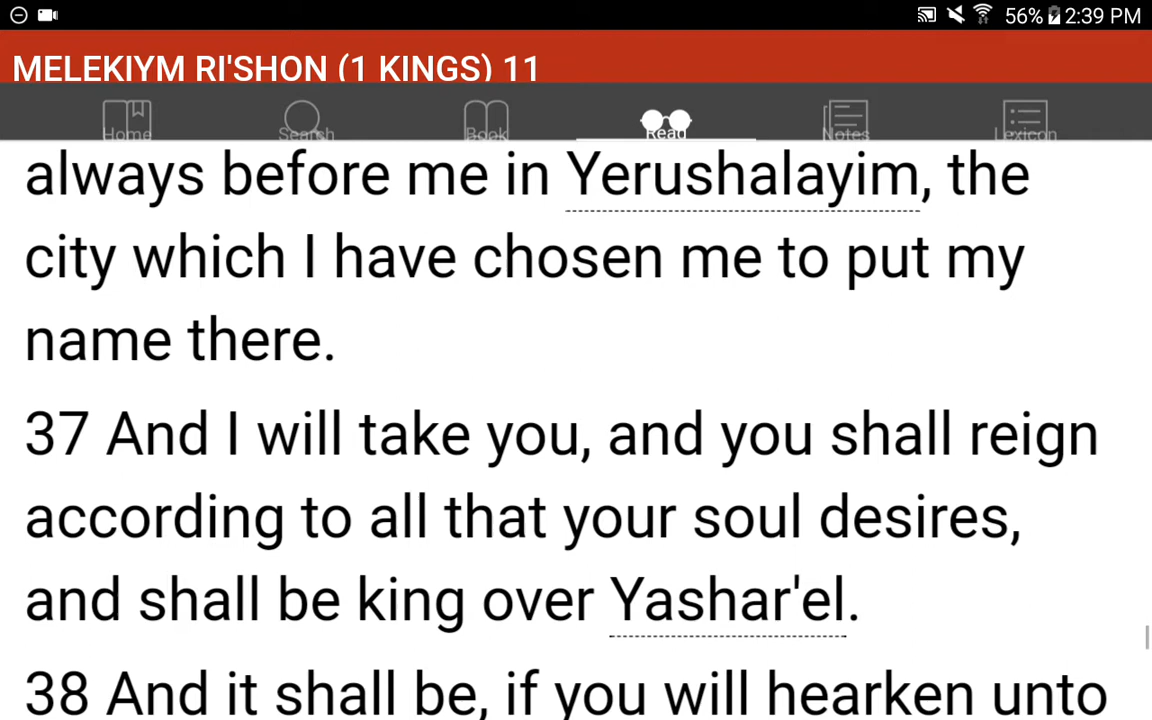 56% 2:39 PM
MELEKIYM RI'SHON (1 KINGS) 11
Home Search Book Read Notes Lexicon
always before me in Yerushalayim, the
city which I have chosen me to put my
name there.
37 And I will take you, and you shall reign
according to all that your soul desires,
and shall be king over Yashar'el.
38 And it shall be, if you will hearken unto